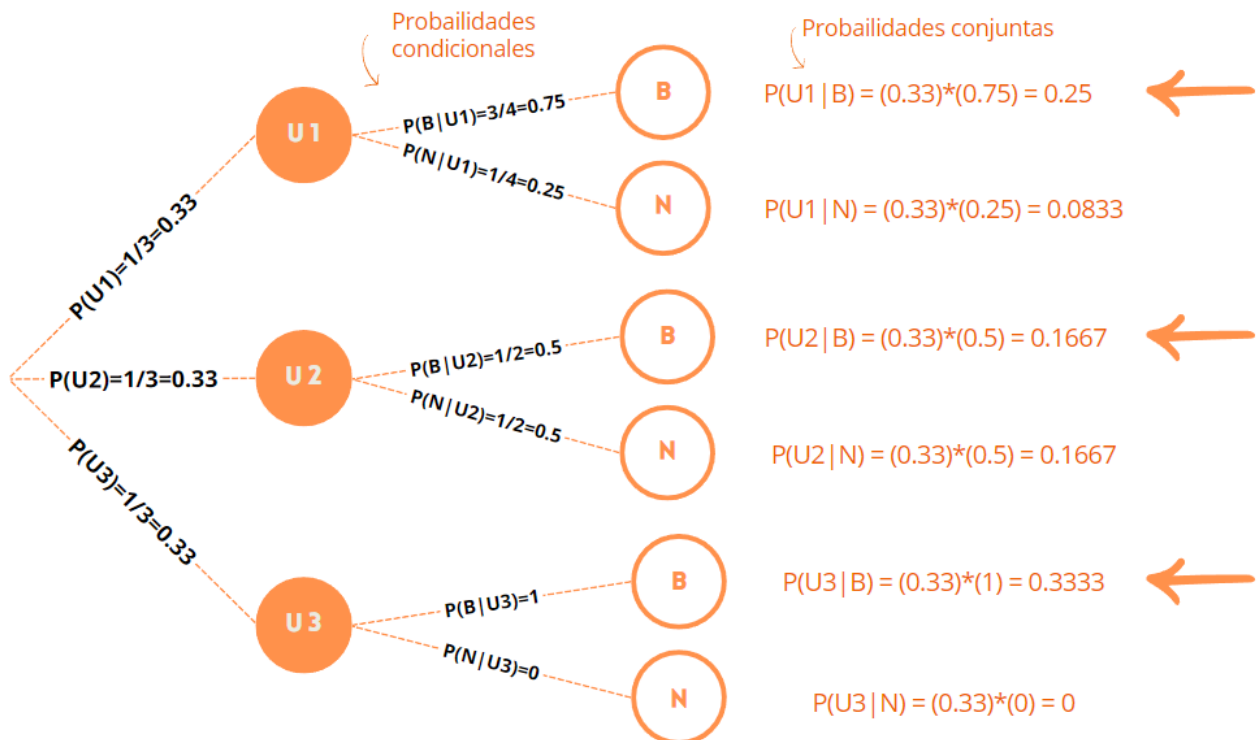 Probailidades
condicionales
Probailidades conjuntas
U1
P(B|U1)=3/4=0.75
B
P(U1|B) = (0.33)*(0.75) = 0.25
P(N|U1)=1/4=0.25
N
P(U1|N) = (0.33)*(0.25) = 0.0833
P(U1)=1/3=0.33
P(U2)=1/3=0.33
U2
P(B|U2)=1/2=0.5
B
P(U2|B) = (0.33)*(0.5) = 0.1667
P(N|U2)=1/2=0.5
N
P(U2|N) = (0.33)*(0.5) = 0.1667
P(U3)=1/3=0.33
U3
P(B|U3)=1
B
P(U3|B) = (0.33)*(1) = 0.3333
P(N|U3)=0
N
P(U3|N) = (0.33)*(0) = 0